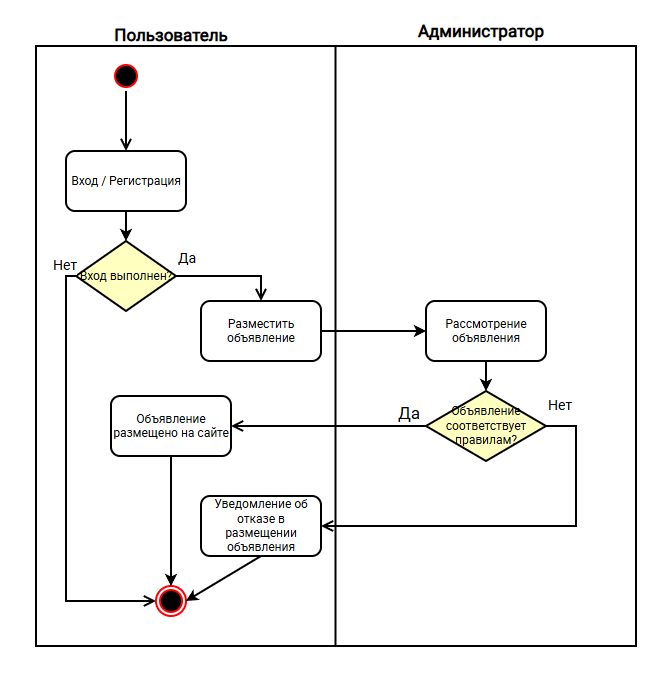 Пользователь
Администратор
Вход / Регистрация
Нет
Вход выполнен?
Да
Разместить
объявление
Рассмотрение
объявления
Объявление
размещено на сайте
Да
Объявление
соответствует
правилам?
Нет
Уведомление об
отказе в
размещении
объявления